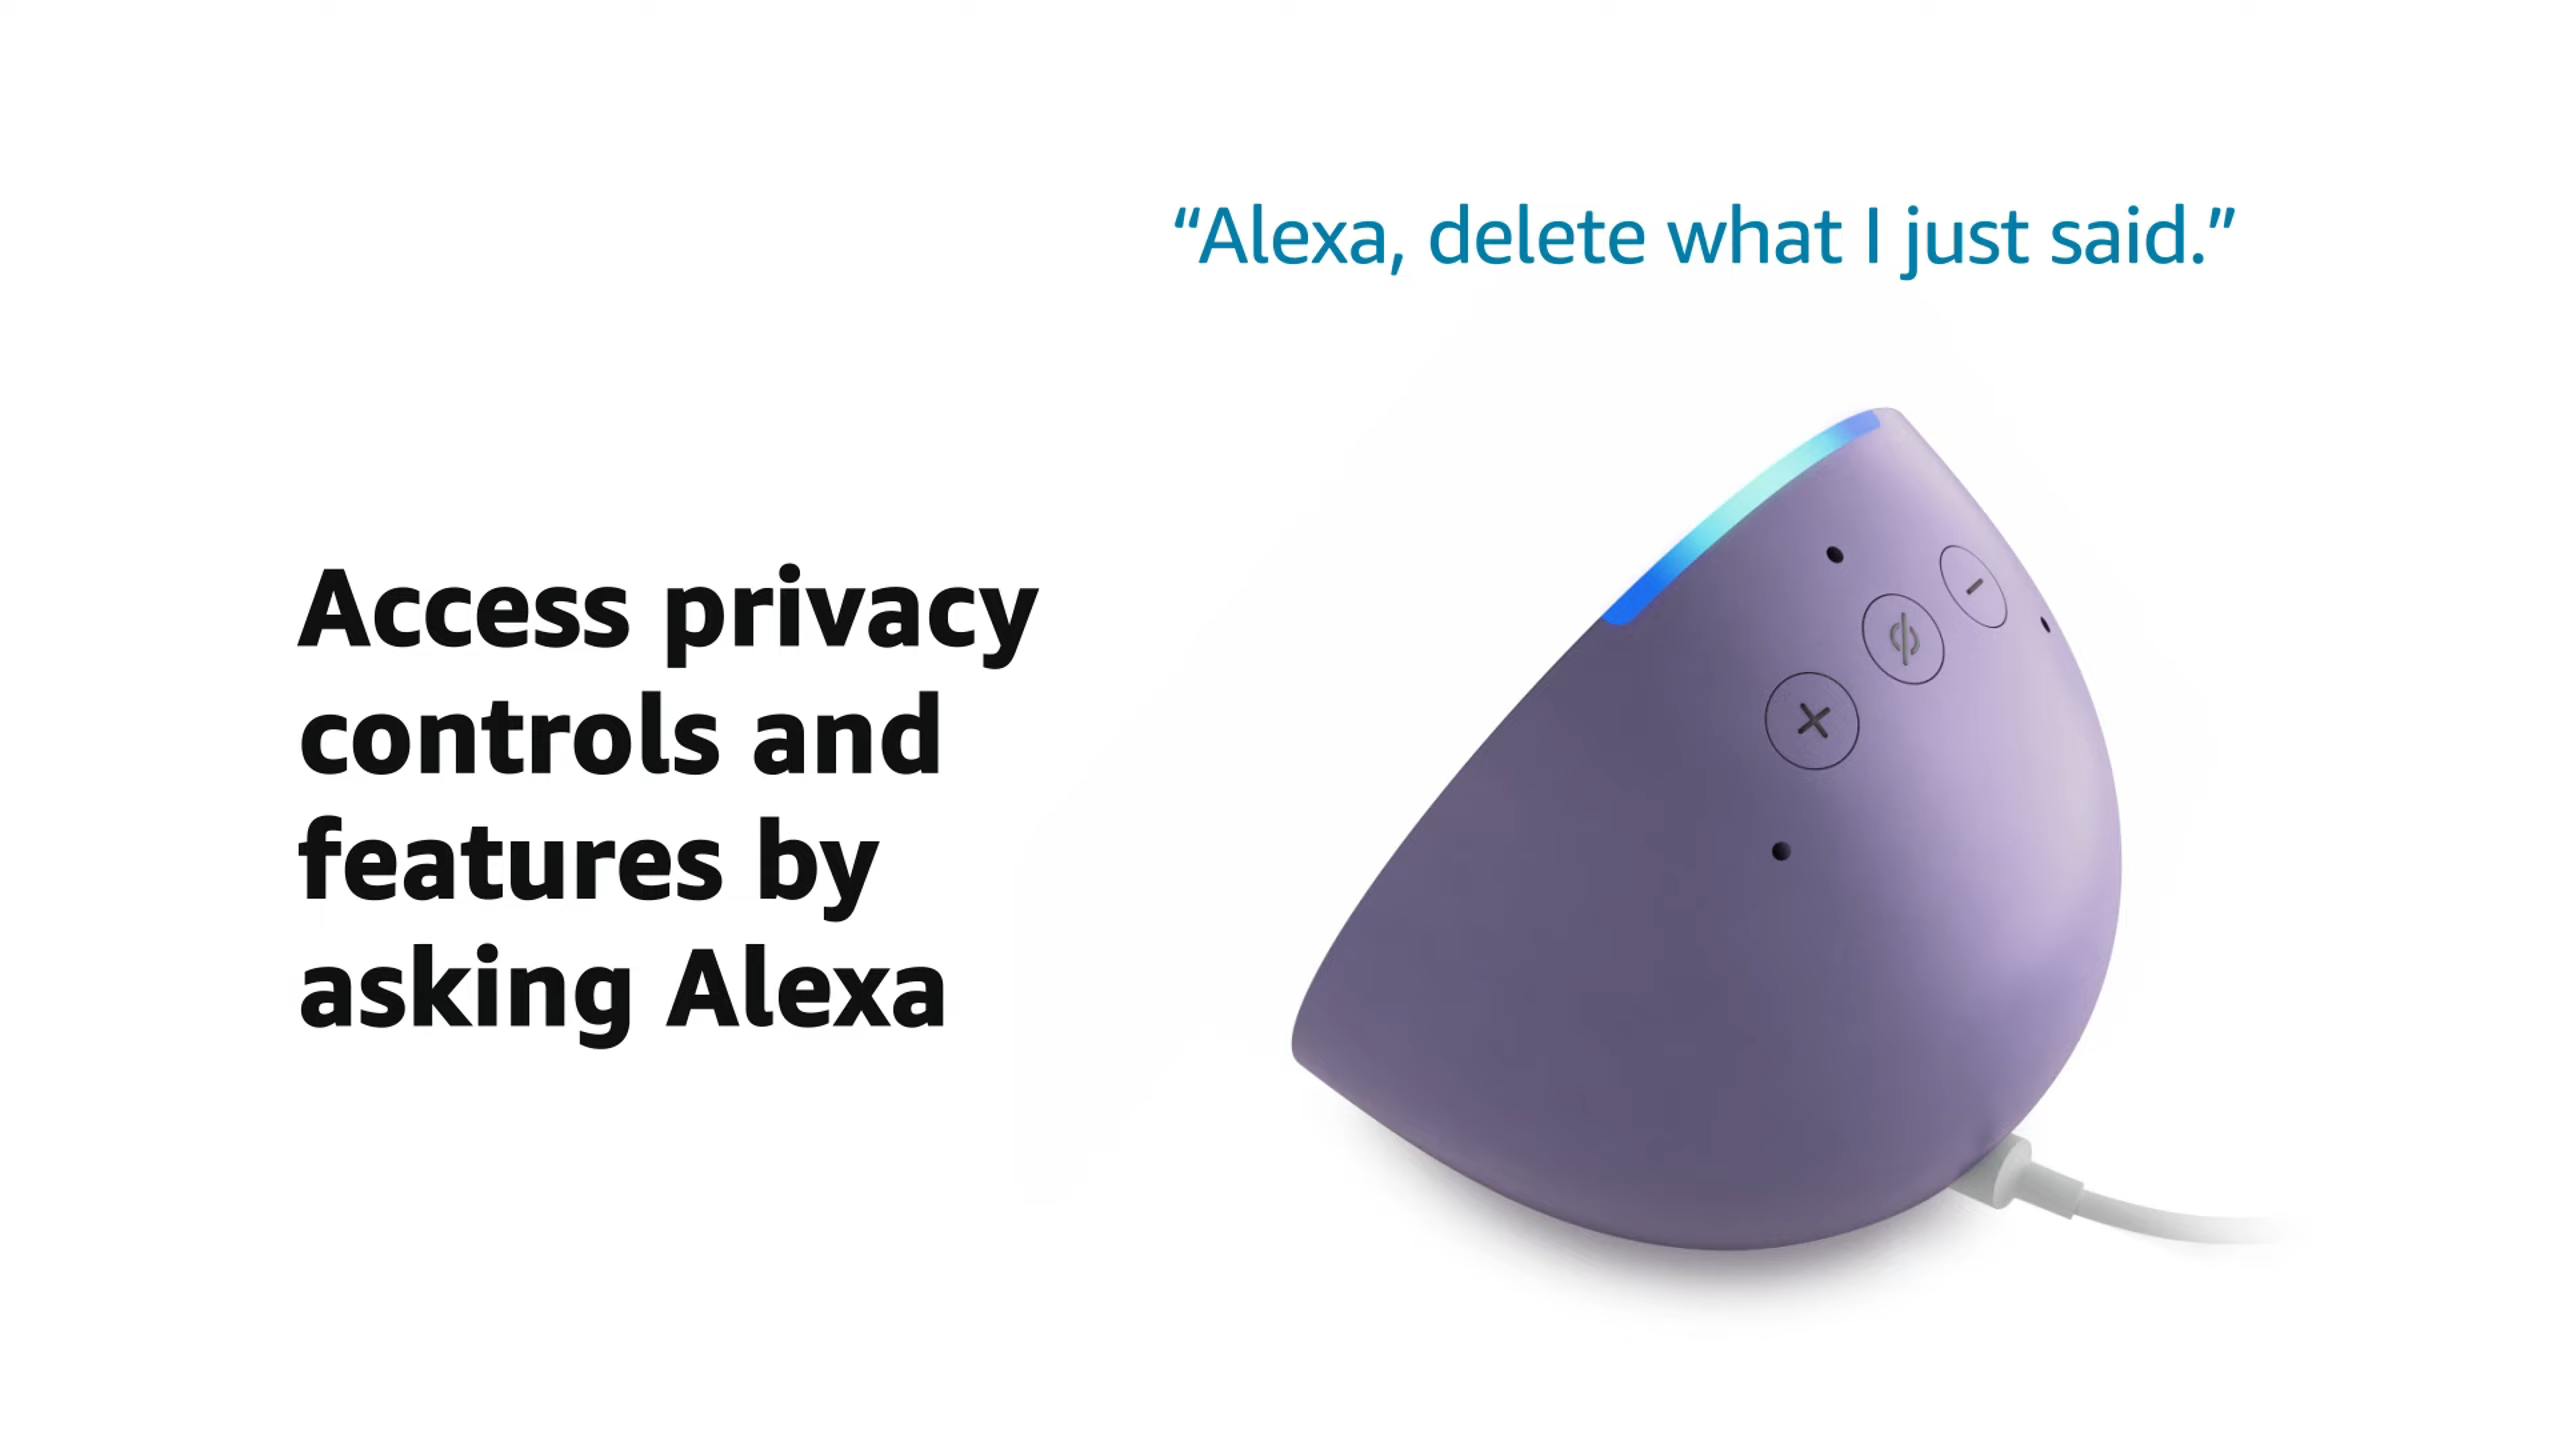 “Alexa, delete what I just said.”
Access privacy
controls and
features by
asking Alexa